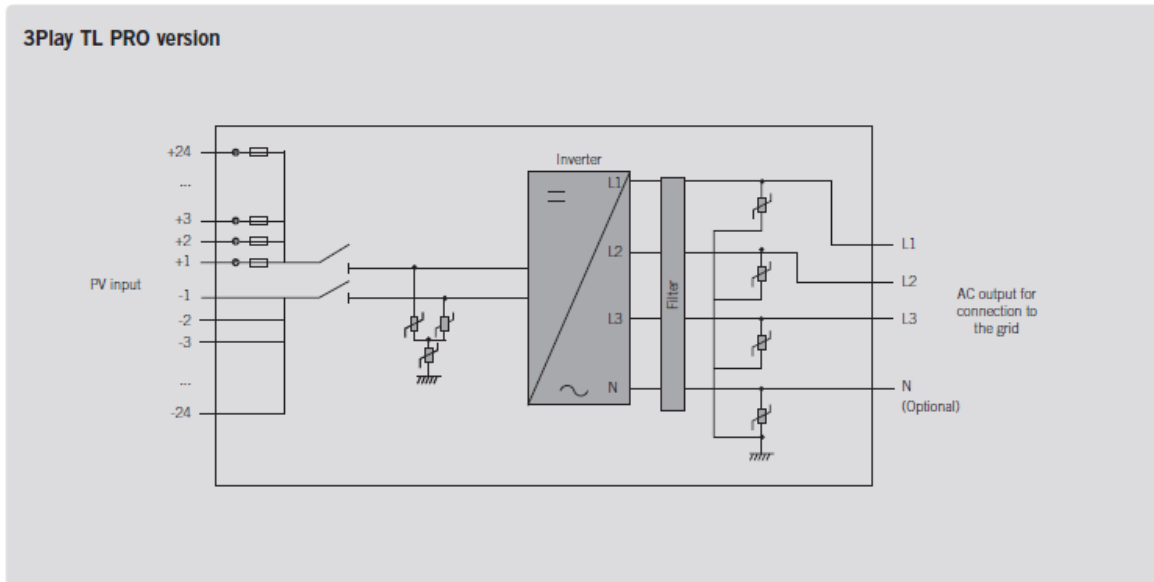 3Play TL PRO version
Inverter
+24
...
+3
+2
+1
PV input
-1
-2
-3
...
-24
L1
L2
L3
N
Filter
L1
L2
L3
N
(Optional)
AC output for
connection to
the grid